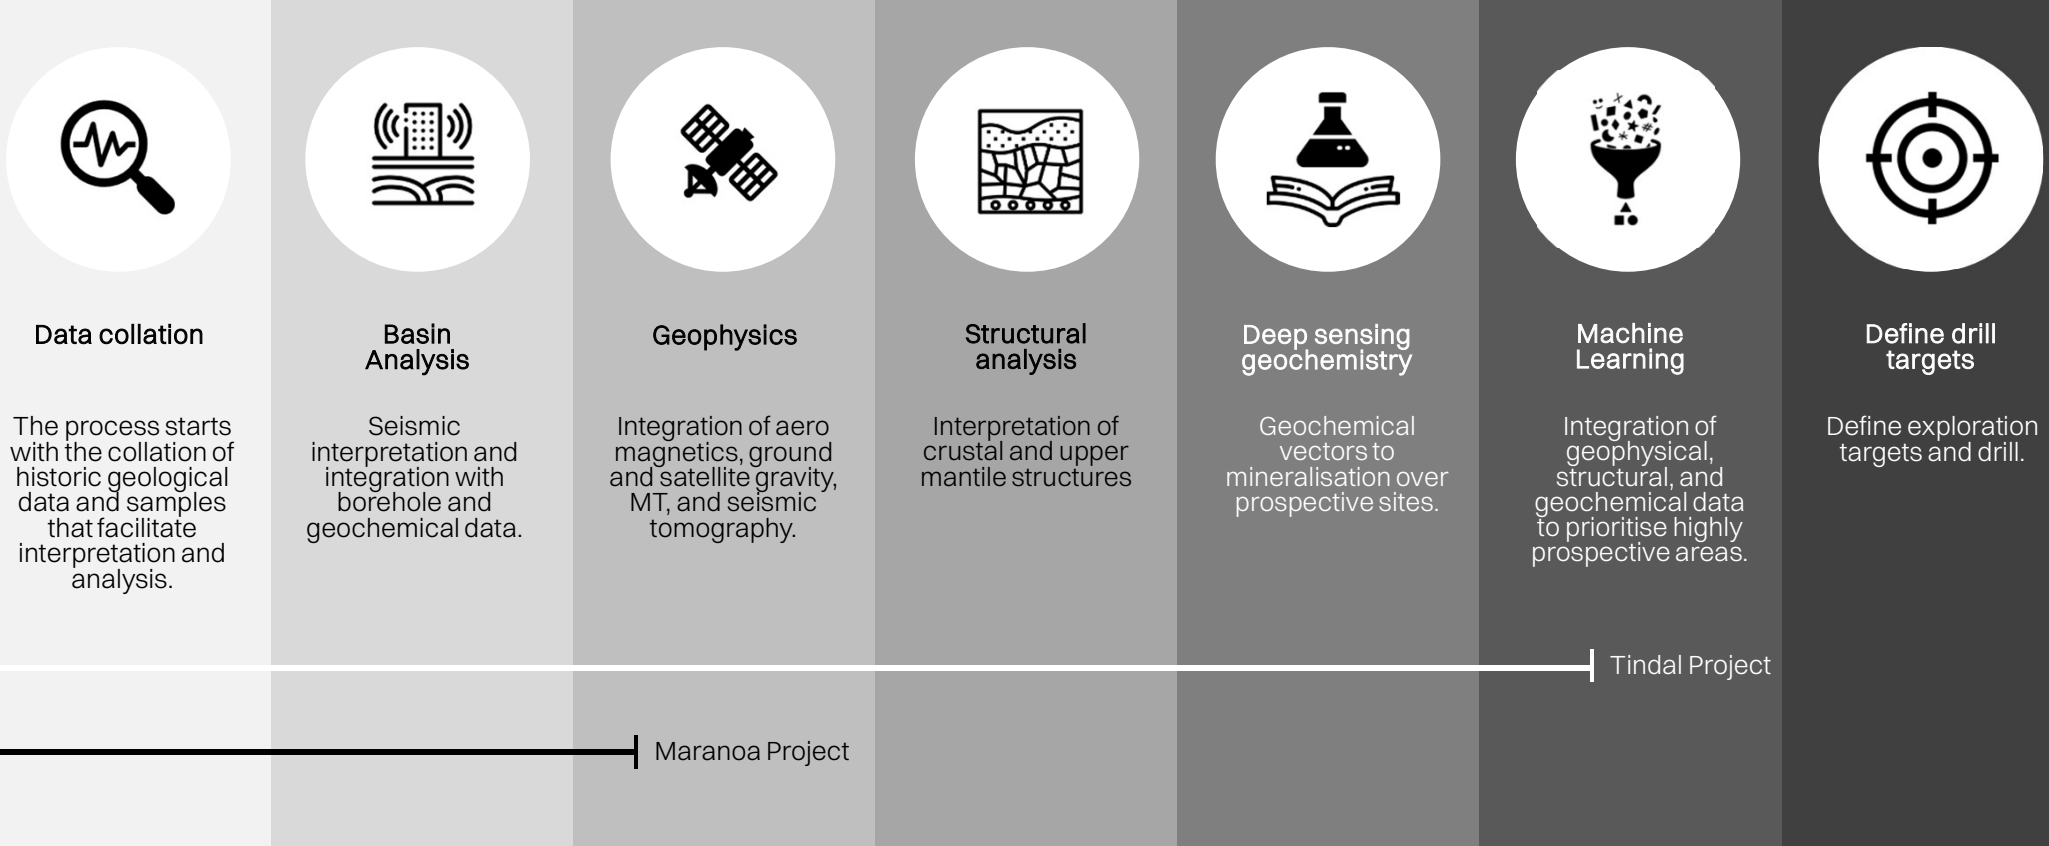 Data collation
The process starts
with the collation of
historic geological
data and samples
that facilitate
interpretation and
analysis.
Basin
Analysis
Seismic
interpretation and
integration with
borehole and
geochemical data.
Geophysics
Integration of aero
magnetics, ground
and satellite gravity,
MT, and seismic
tomography.
Structural
analysis
Interpretation of
crustal and upper
mantile structures
Deep sensing
geochemistry
Geochemical
vectors to
mineralisation over
prospective sites.
Machine
Learning
Integration of
geophysical,
structural, and
geochemical data
to prioritise highly
prospective areas.
Define drill
targets
Define exploration
targets and drill.
Tindal Project
Maranoa Project